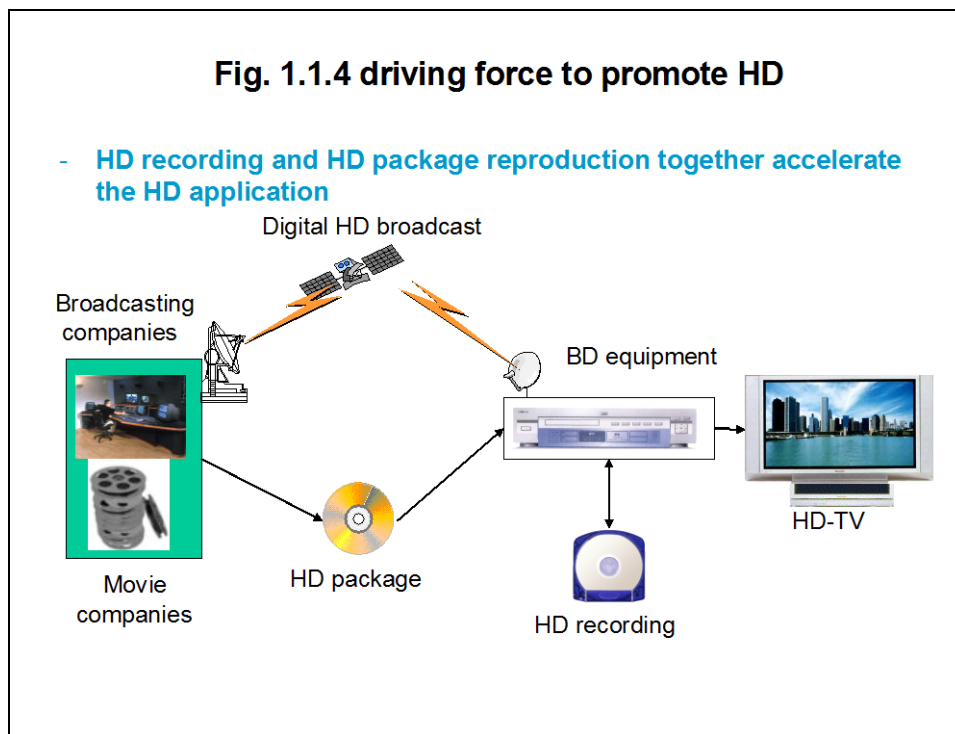 Fig. 1.1.4 driving force to promote HD
- HD recording and HD package reproduction together accelerate
the HD application
Digital HD broadcast
Broadcasting
companies
BD equipment
HD-TV
HD package
Movie
companies
HD recording